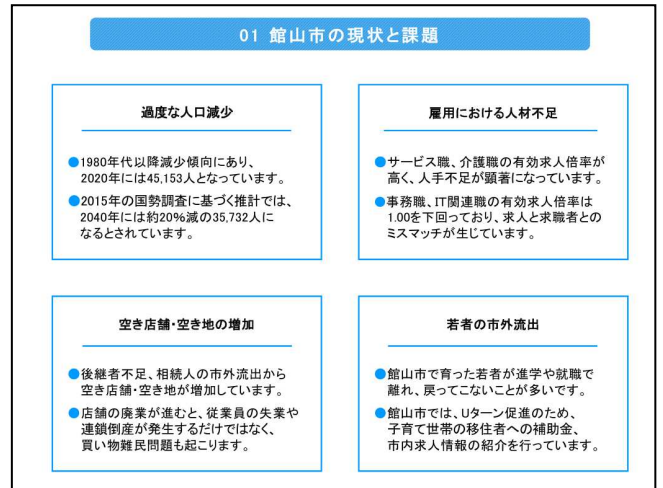 01 館山市の現状と課題
過度な人口減少
●1980年代以降減少傾向にあり、
2020年には45,153人となっています。
●2015年の国勢調査に基づく推計では、
2040年には約20%減の35,732人に
なるとされています。
雇用における人材不足
●サービス職、介護職の有効求人倍率が
高く、人手不足が顕著になっています。
●事務職、IT関連職の有効求人倍率は
1.00を下回っており、求人と求職者との
ミスマッチが生じています。
空き店舗・空き地の増加
●後継者不足、相続人の市外流出から
空き店舗・空き地が増加しています。
●店舗の廃業が進むと、従業員の失業や
連鎖倒産が発生するだけではなく、
買い物難民問題も起こります。
若者の市外流出
●館山市で育った若者が進学や就職で
離れ、戻ってこないことが多いです。
●館山市では、Uターン促進のため、
子育て世帯の移住者への補助金、
市内求人情報の紹介を行っています。